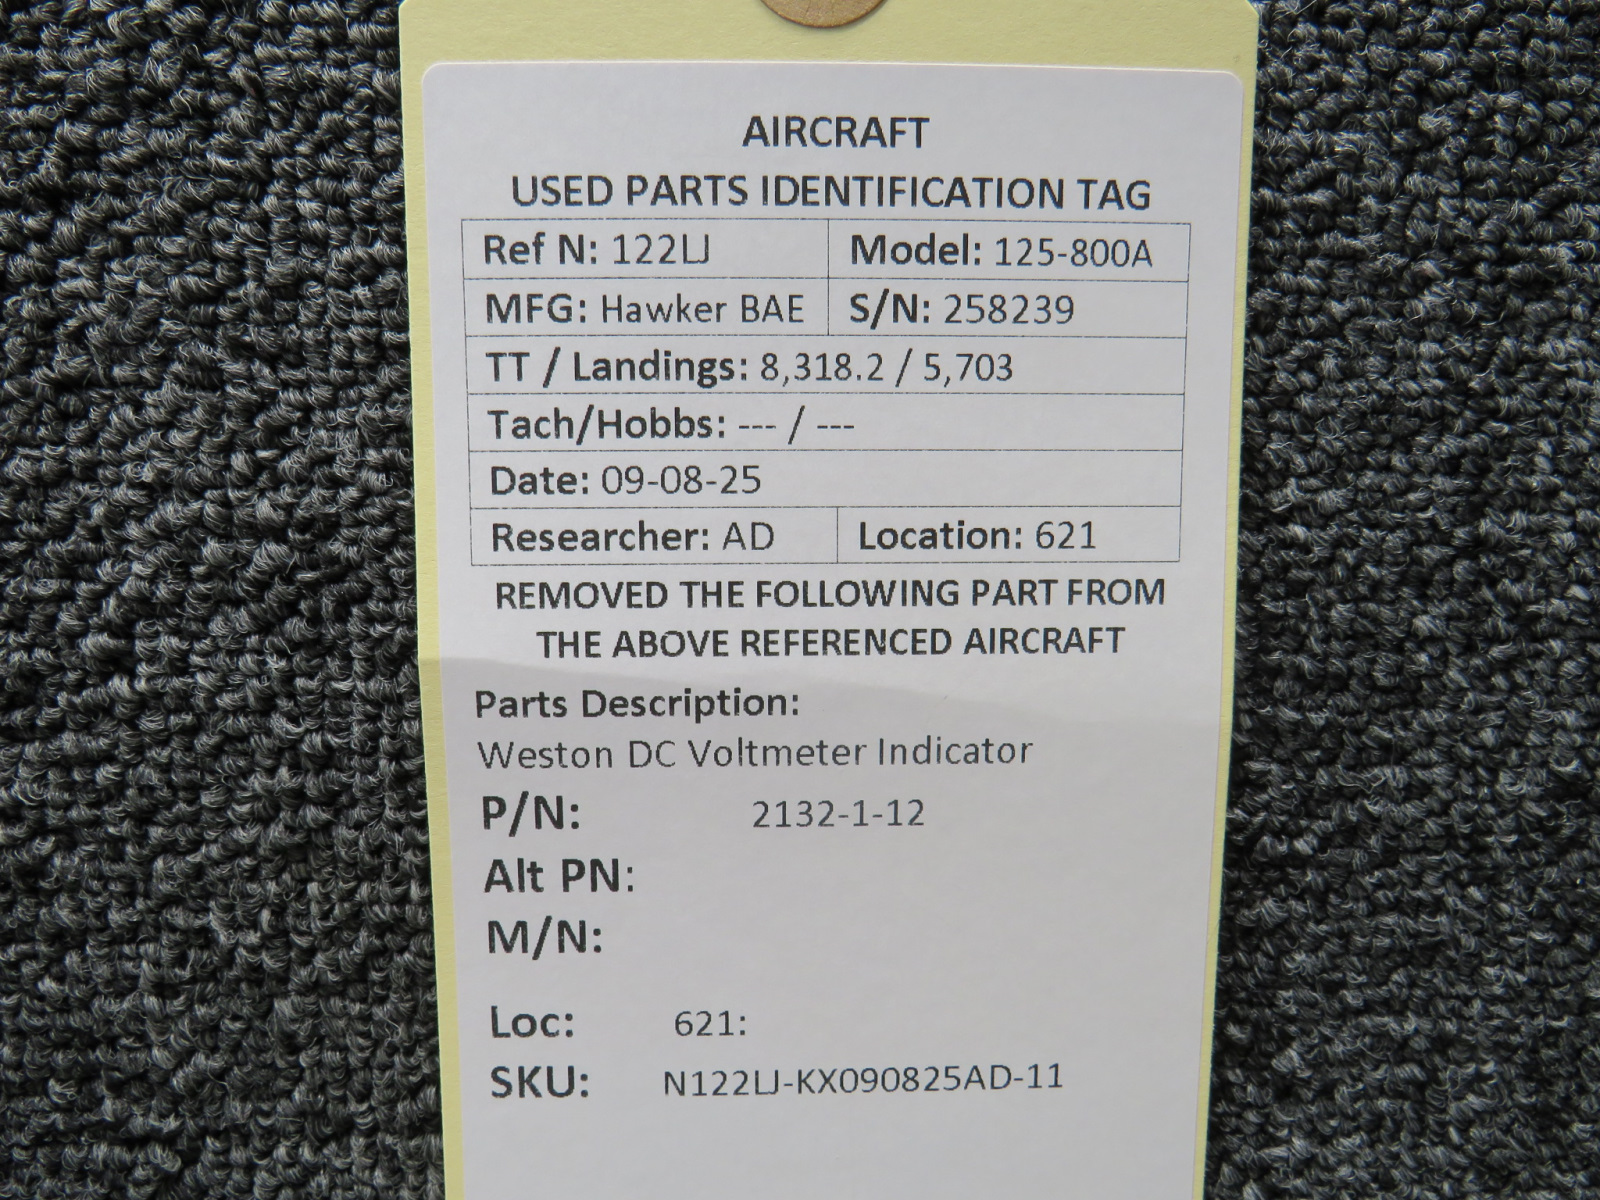 AIRCRAFT
USED PARTS IDENTIFICATION TAG
Ref N: 122LJ Model: 125-800A
MFG: Hawker BAE S/N: 258239
TT / Landings: 8,318.2 / 5,703
Tach/Hobbs: --- / ---
Date: 09-08-25
Researcher: AD Location: 621
REMOVED THE FOLLOWING PART FROM
THE ABOVE REFERENCED AIRCRAFT
Parts Description:
Weston DC Voltmeter Indicator
P/N: 2132-1-12
Alt PN:
M/N:
Loc: 621:
SKU: N122LJ-KX090825AD-11